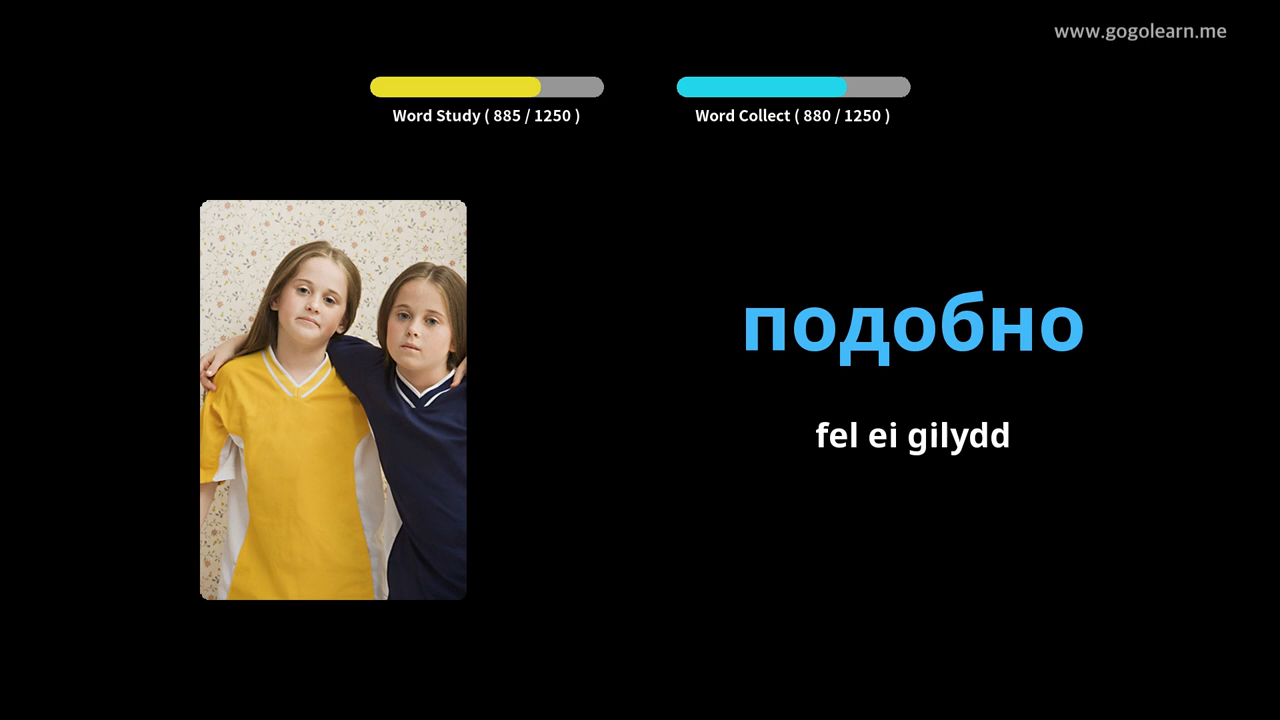 www.gogolearn.me
Word Study ( 885 / 1250 )
Word Collect ( 880 / 1250 )
подобно
fel ei gilydd